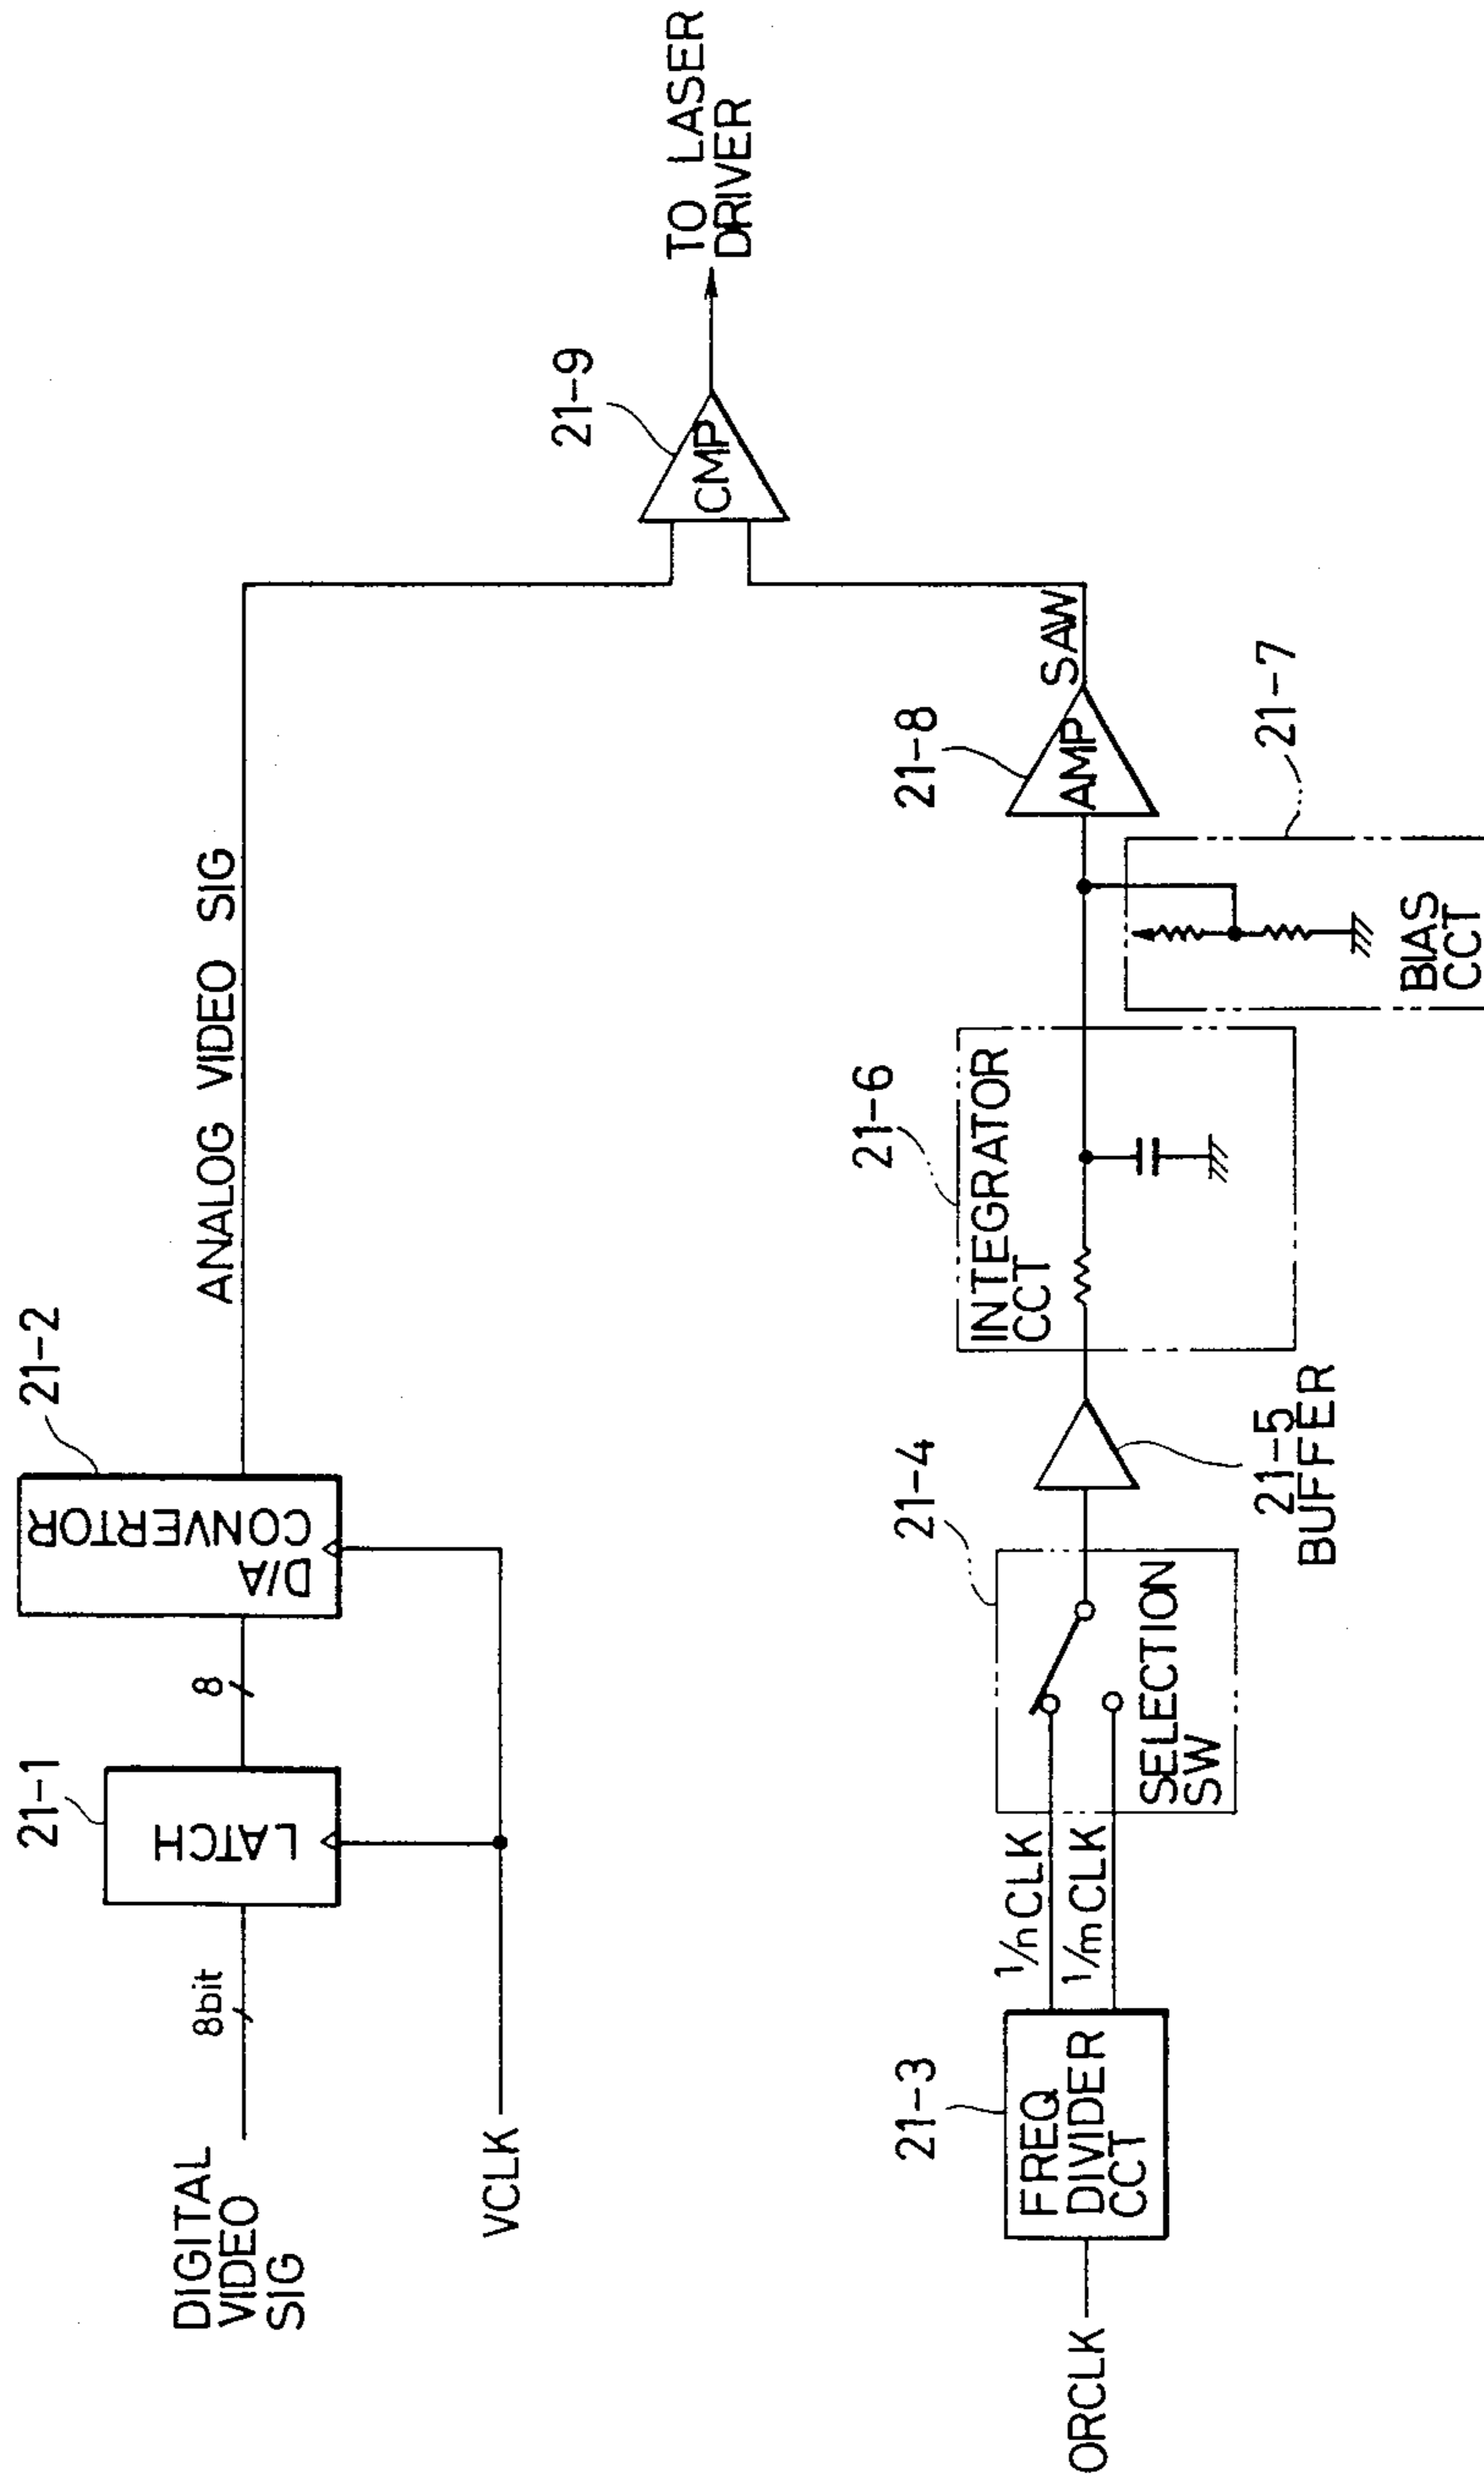 DIGITAL
VIDEO
SIG
8bit
21-1
LATCH
8
21-2
D/A
CONVERTOR
ANALOG VIDEO SIG
VCLK
21-9
CMP
TO LASER
DRIVER
ORCLK
21-3
FREQ
DIVIDER
CCT
1/n CLK
1/m CLK
21-4
SELECTION
SW
21-5
BUFFER
21-6
INTEGRATOR
CCT
21-7
BIAS
CCT
21-8
AMP
SAW